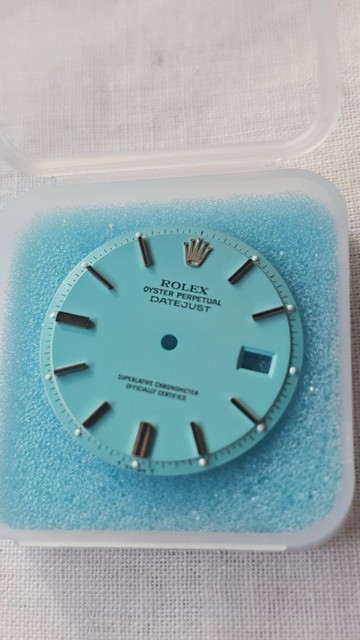 ROLEX
OYSTER PERPETUAL
DATEJUST
SUPERLATIVE CHRONOMETER
OFFICIALLY CERTIFIED